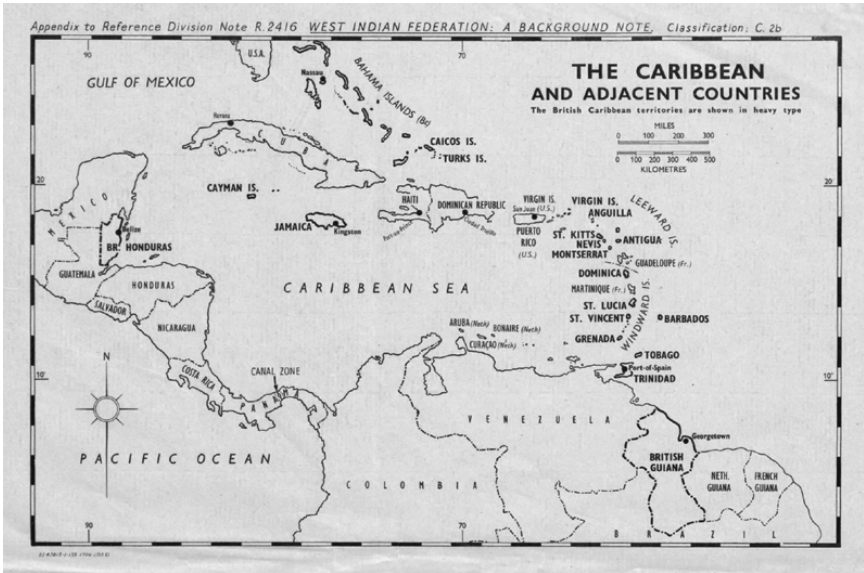 Appendix to Reference Division Note R.2416 WEST INDIAN FEDERATION: A BACKGROUND NOTE. Classification: C. 2b
90
70
U.S.A.
GULF OF MEXICO
Nassau
BAHAMA ISLANDS (Br)
THE CARIBBEAN
AND ADJACENT COUNTRIES
The British Caribbean territories are shown in heavy type
MILES
0 100 200 300
0 100 200 300 400 500
KILOMETRES
Havana
CUBA
CAICOS IS.
TURKS IS.
20
20
CAYMAN IS.
HAITI
DOMINICAN REPUBLIC
Port-au-Prince
Ciudad Trujillo
VIRGIN IS.
(U.S.)
San Juan
PUERTO
RICO
(U.S.)
VIRGIN IS.
ANGUILLA
LEEWARD IS.
MEXICO
Belize
BR. HONDURAS
JAMAICA
Kingston
ST. KITTS
NEVIS
MONTSERRAT
ANTIGUA
GUADELOUPE (Fr.)
GUATEMALA
HONDURAS
CARIBBEAN SEA
DOMINICA
MARTINIQUE (Fr.)
SALVADOR
NICARAGUA
ST. LUCIA
ST. VINCENT
WINDWARD IS.
BARBADOS
ARUBA (Neth)
BONAIRE (Neth)
CURAÇAO (Neth)
GRENADA
TOBAGO
Port-of-Spain
TRINIDAD
N
COSTA RICA
CANAL ZONE
PANAMA
10°
10°
VENEZUELA
Georgetown
PACIFIC OCEAN
COLOMBIA
BRITISH
GUIANA
NETH.
GUIANA
FRENCH
GUIANA
BRAZIL
90
70